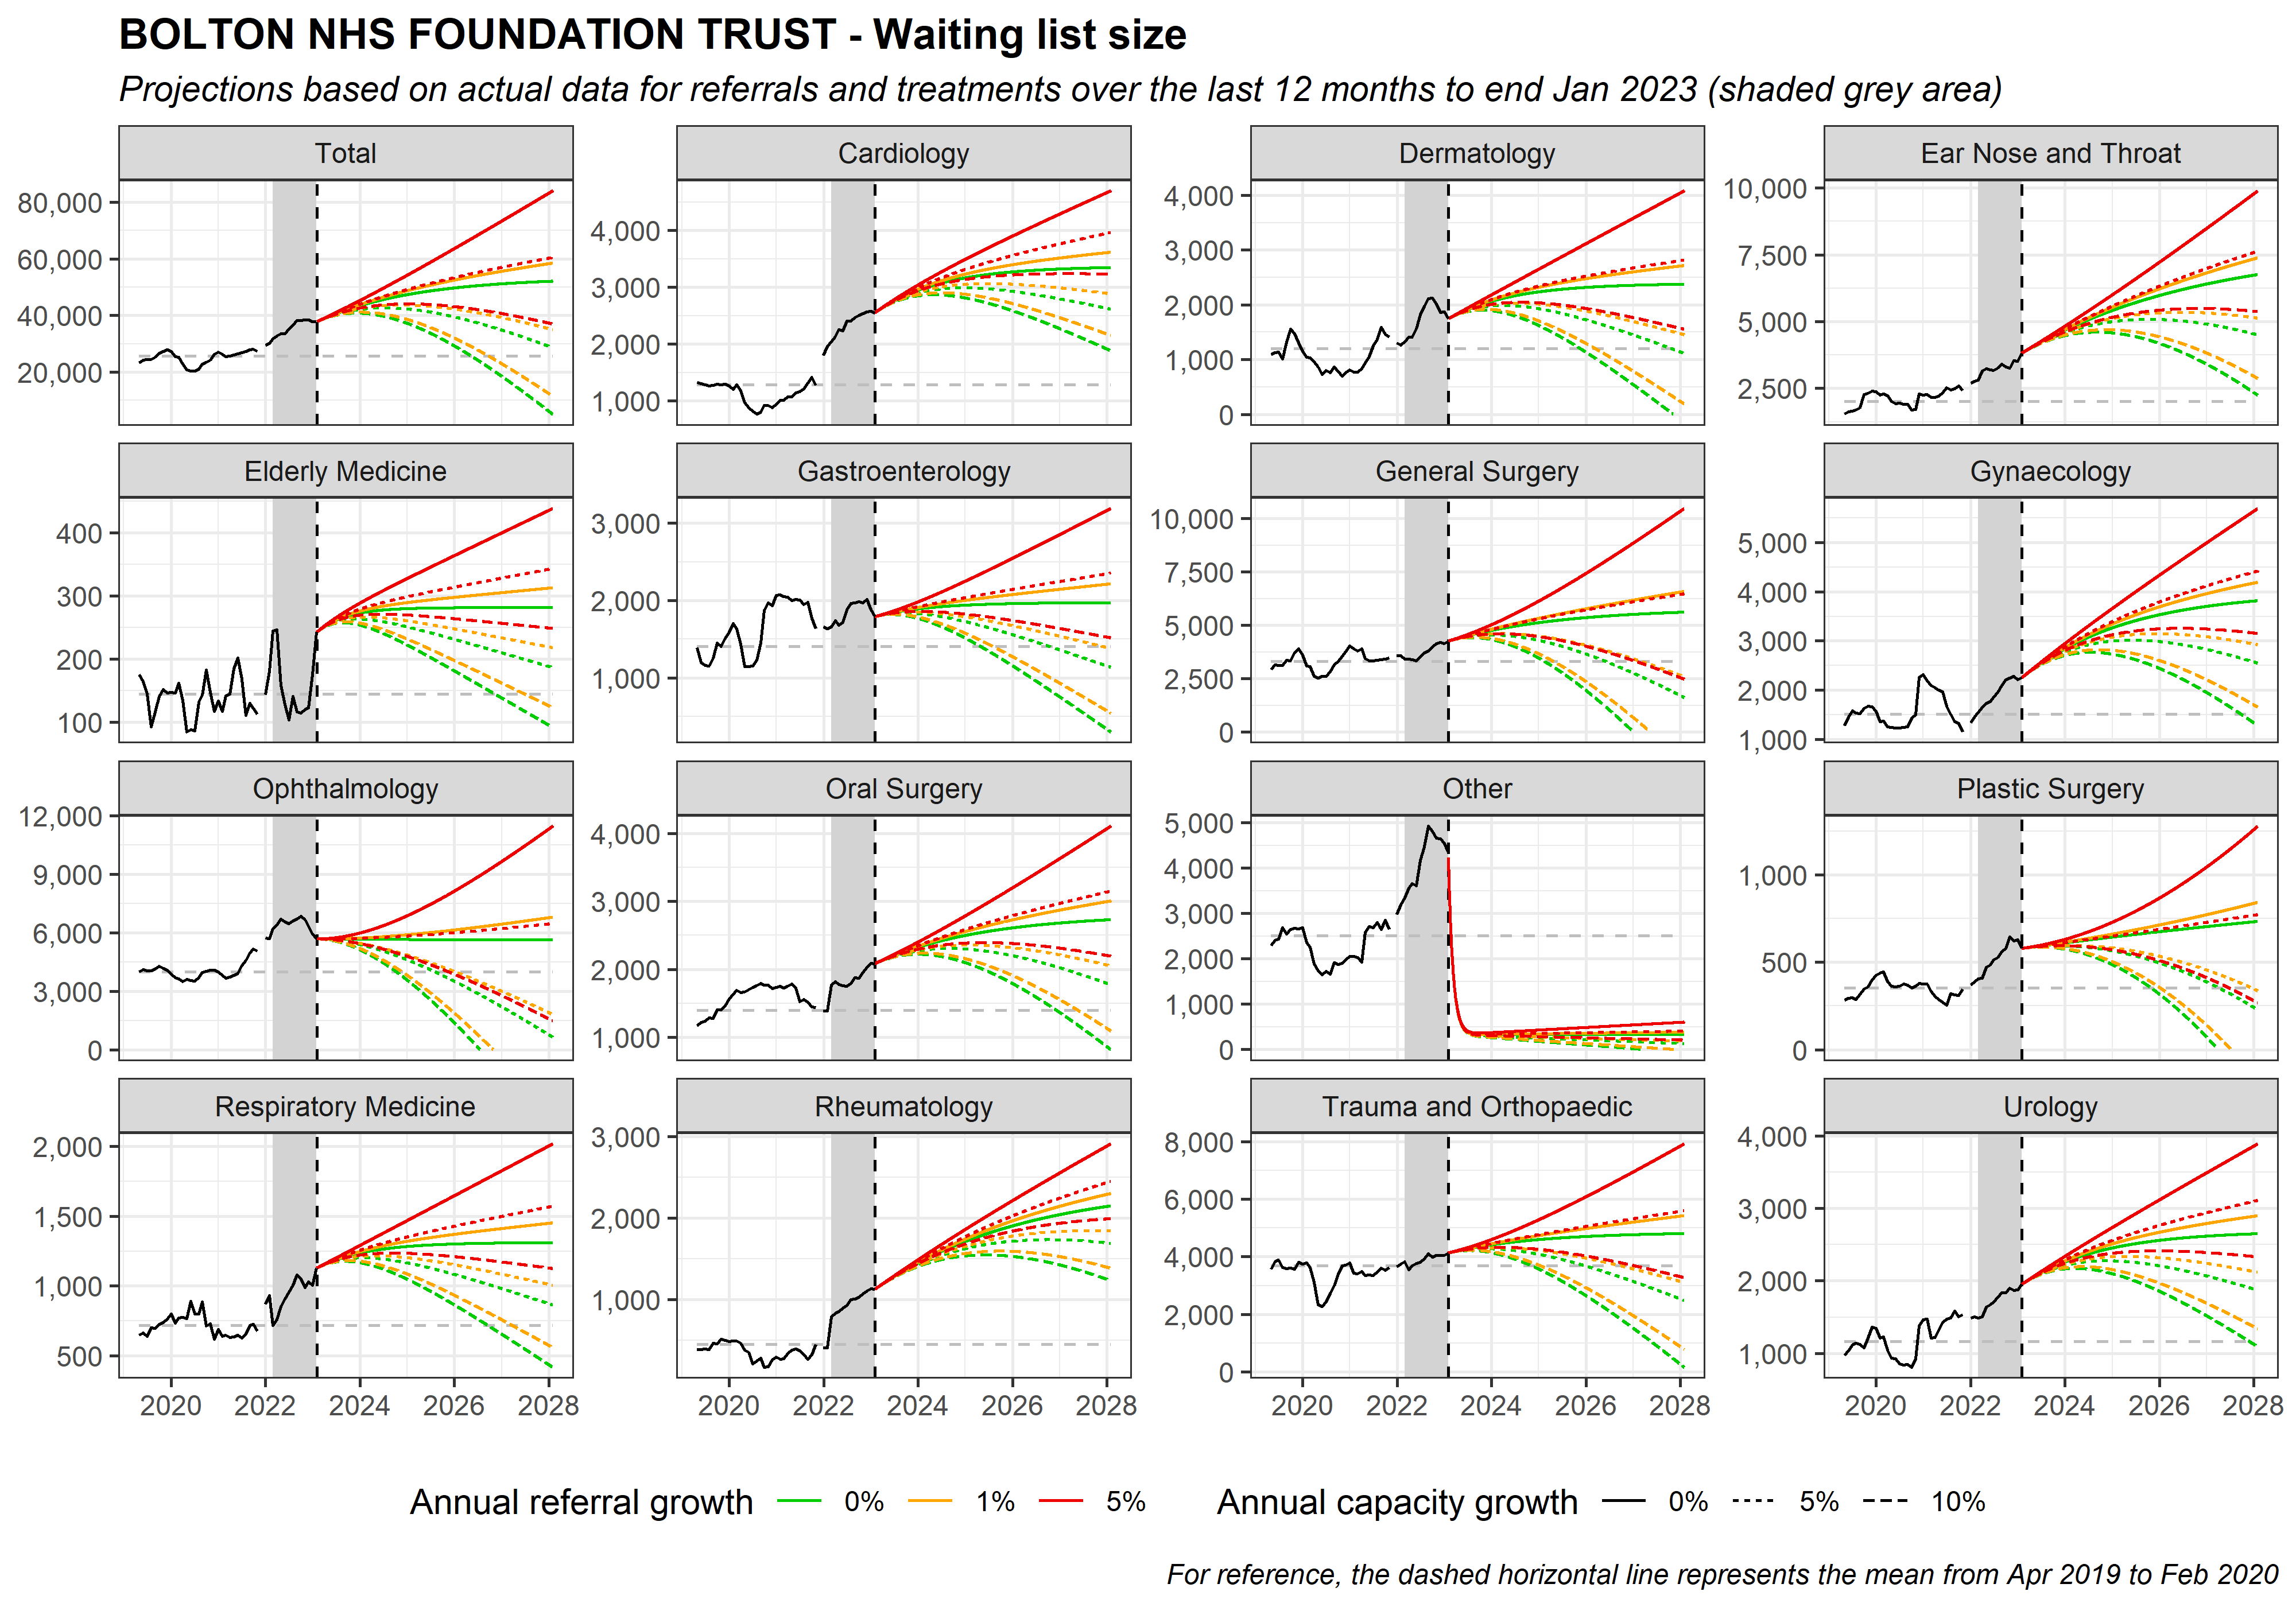 BOLTON NHS FOUNDATION TRUST - Waiting list size
Projections based on actual data for referrals and treatments over the last 12 months to end Jan 2023 (shaded grey area)
Total
Cardiology
Dermatology
Ear Nose and Throat
80,000
60,000
40,000
20,000
4,000
3,000
2,000
1,000
4,000
3,000
2,000
1,000
0
10,000
7,500
5,000
2,500
Elderly Medicine
Gastroenterology
General Surgery
Gynaecology
400
300
200
100
3,000
2,000
1,000
10,000
7,500
5,000
2,500
0
5,000
4,000
3,000
2,000
1,000
Ophthalmology
Oral Surgery
Other
Plastic Surgery
12,000
9,000
6,000
3,000
0
4,000
3,000
2,000
1,000
5,000
4,000
3,000
2,000
1,000
0
1,000
500
0
Respiratory Medicine
Rheumatology
Trauma and Orthopaedic
Urology
2,000
1,500
1,000
500
3,000
2,000
1,000
8,000
6,000
4,000
2,000
0
4,000
3,000
2,000
1,000
2020 2022 2024 2026 2028
2020 2022 2024 2026 2028
2020 2022 2024 2026 2028
2020 2022 2024 2026 2028
Annual referral growth 0% 1% 5%
Annual capacity growth 0% 5% 10%
For reference, the dashed horizontal line represents the mean from Apr 2019 to Feb 2020